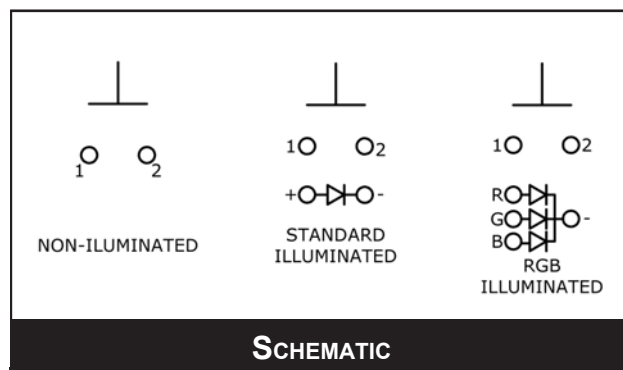 1 2
NON-ILUMINATED
1 2
+ -
STANDARD
ILLUMINATED
1 2
R
G -
B
RGB
ILLUMINATED
SCHEMATIC